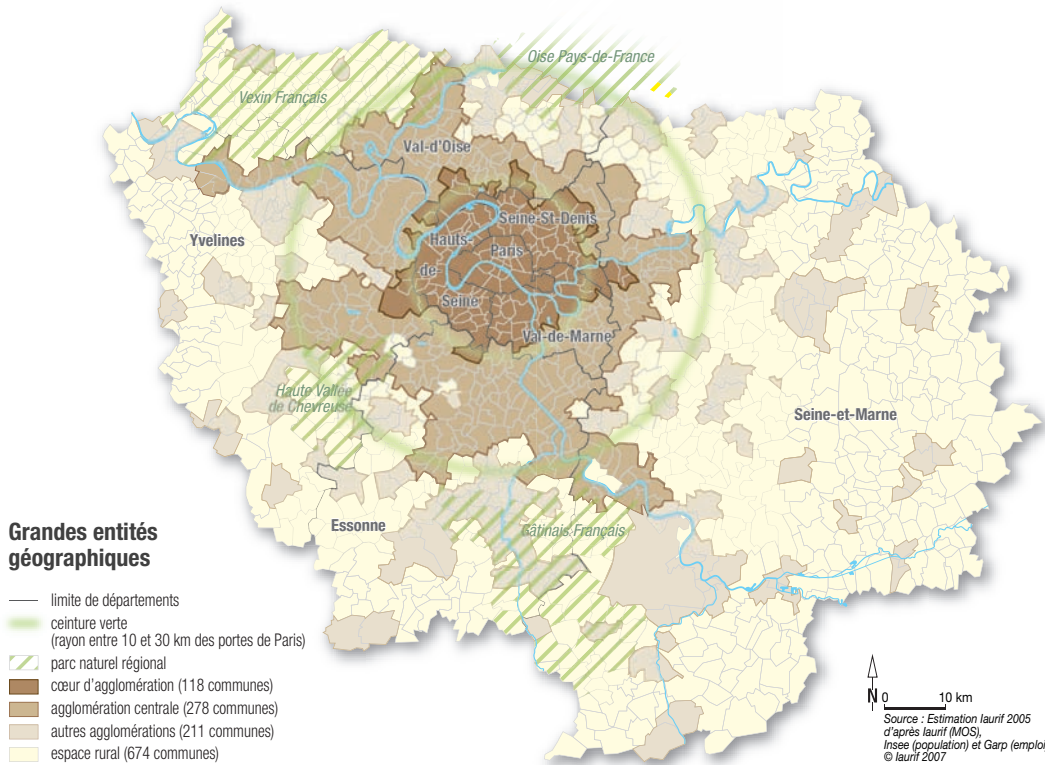 Oise Pays-de-France
Vexin Français
Val-d'Oise
Seine-St-Denis
Yvelines
Hauts-
Paris
de
Seine
Val-de-Marne
Haute Vallée
de Chevreuse
Seine-et-Marne
Essonne
Gâtinais Français
Grandes entités
géographiques
limite de départements
ceinture verte
(rayon entre 10 et 30 km des portes de Paris)
parc naturel régional
cœur d'agglomération (118 communes)
agglomération centrale (278 communes)
autres agglomérations (211 communes)
espace rural (674 communes)
N
0 10 km
Source : Estimation Iaurif 2005
d'après Iaurif (MOS),
Insee (population) et Garp (emploi
© Iaurif 2007